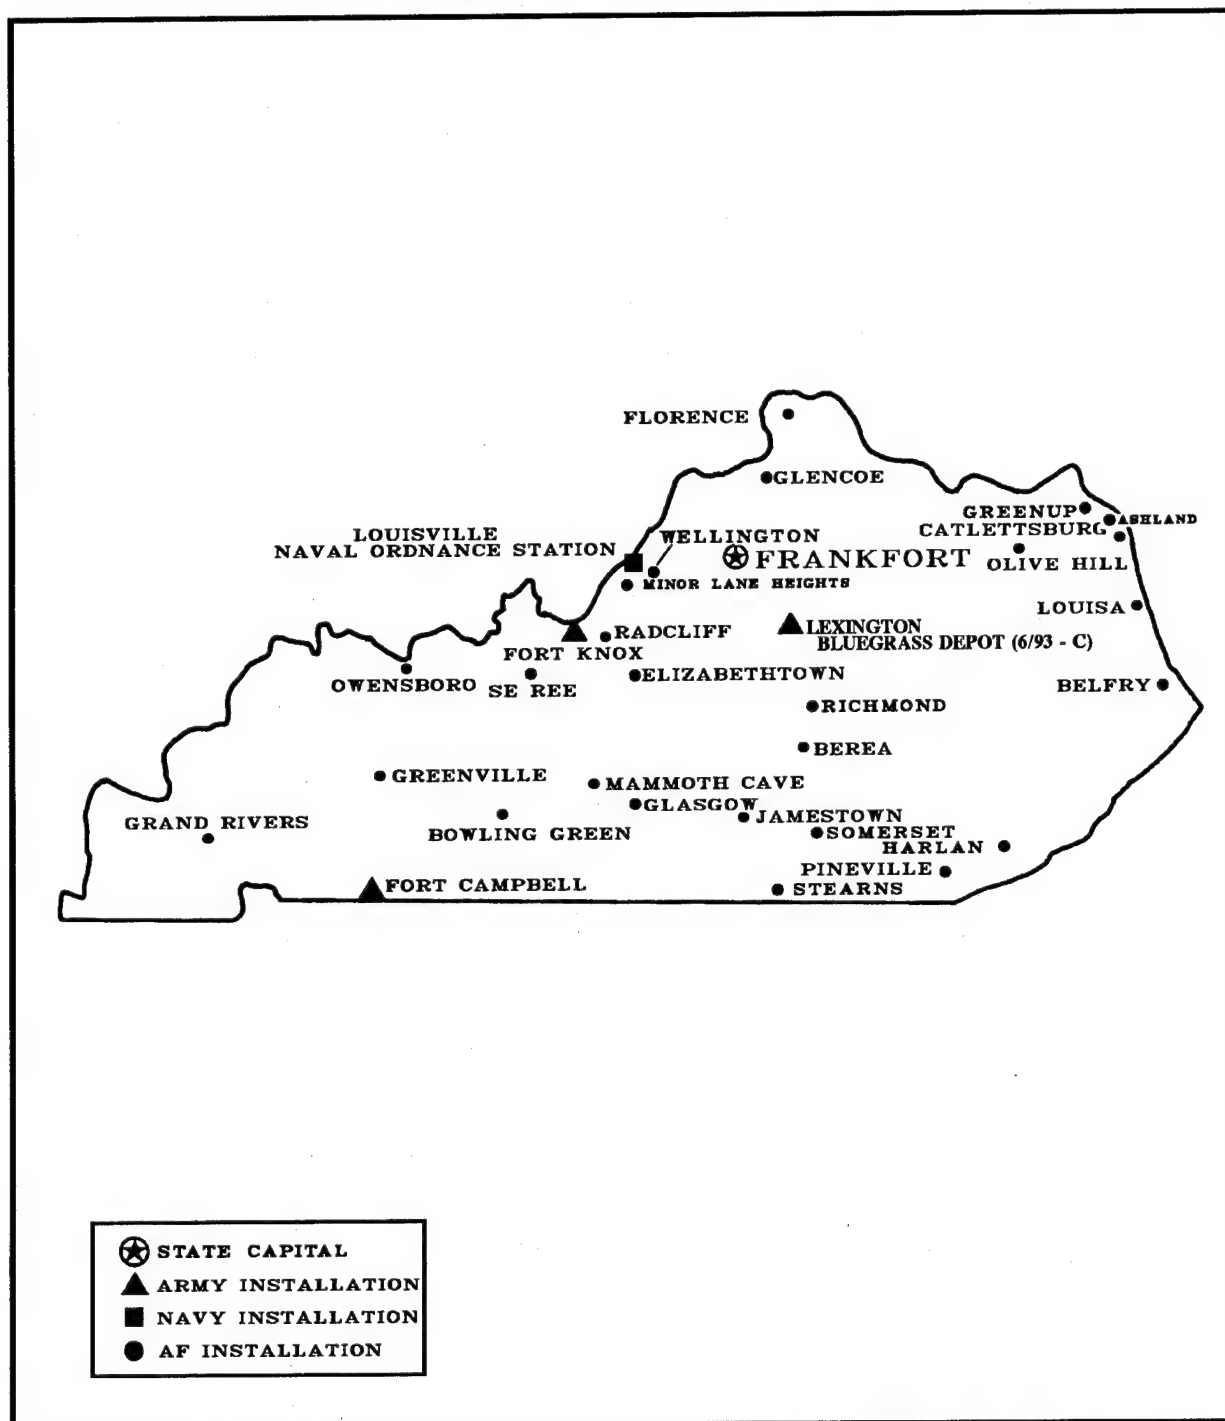 FLORENCE
GLENCOE
GREENUP
ASHLAND
CATLETTSBURG
LOUISVILLE
NAVAL ORDNANCE STATION
WELLINGTON
FRANKFORT
OLIVE HILL
MINOR LANE HEIGHTS
LOUISA
RADCLIFF
LEXINGTON
BLUEGRASS DEPOT (6/93 - C)
FORT KNOX
ELIZABETHTOWN
OWENSBORO
SE REE
BELFRY
RICHMOND
BEREA
GREENVILLE
MAMMOTH CAVE
GLASGOW
JAMESTOWN
GRAND RIVERS
BOWLING GREEN
SOMERSET
HARLAN
PINEVILLE
FORT CAMPBELL
STEARNS
STATE CAPITAL
ARMY INSTALLATION
NAVY INSTALLATION
AF INSTALLATION